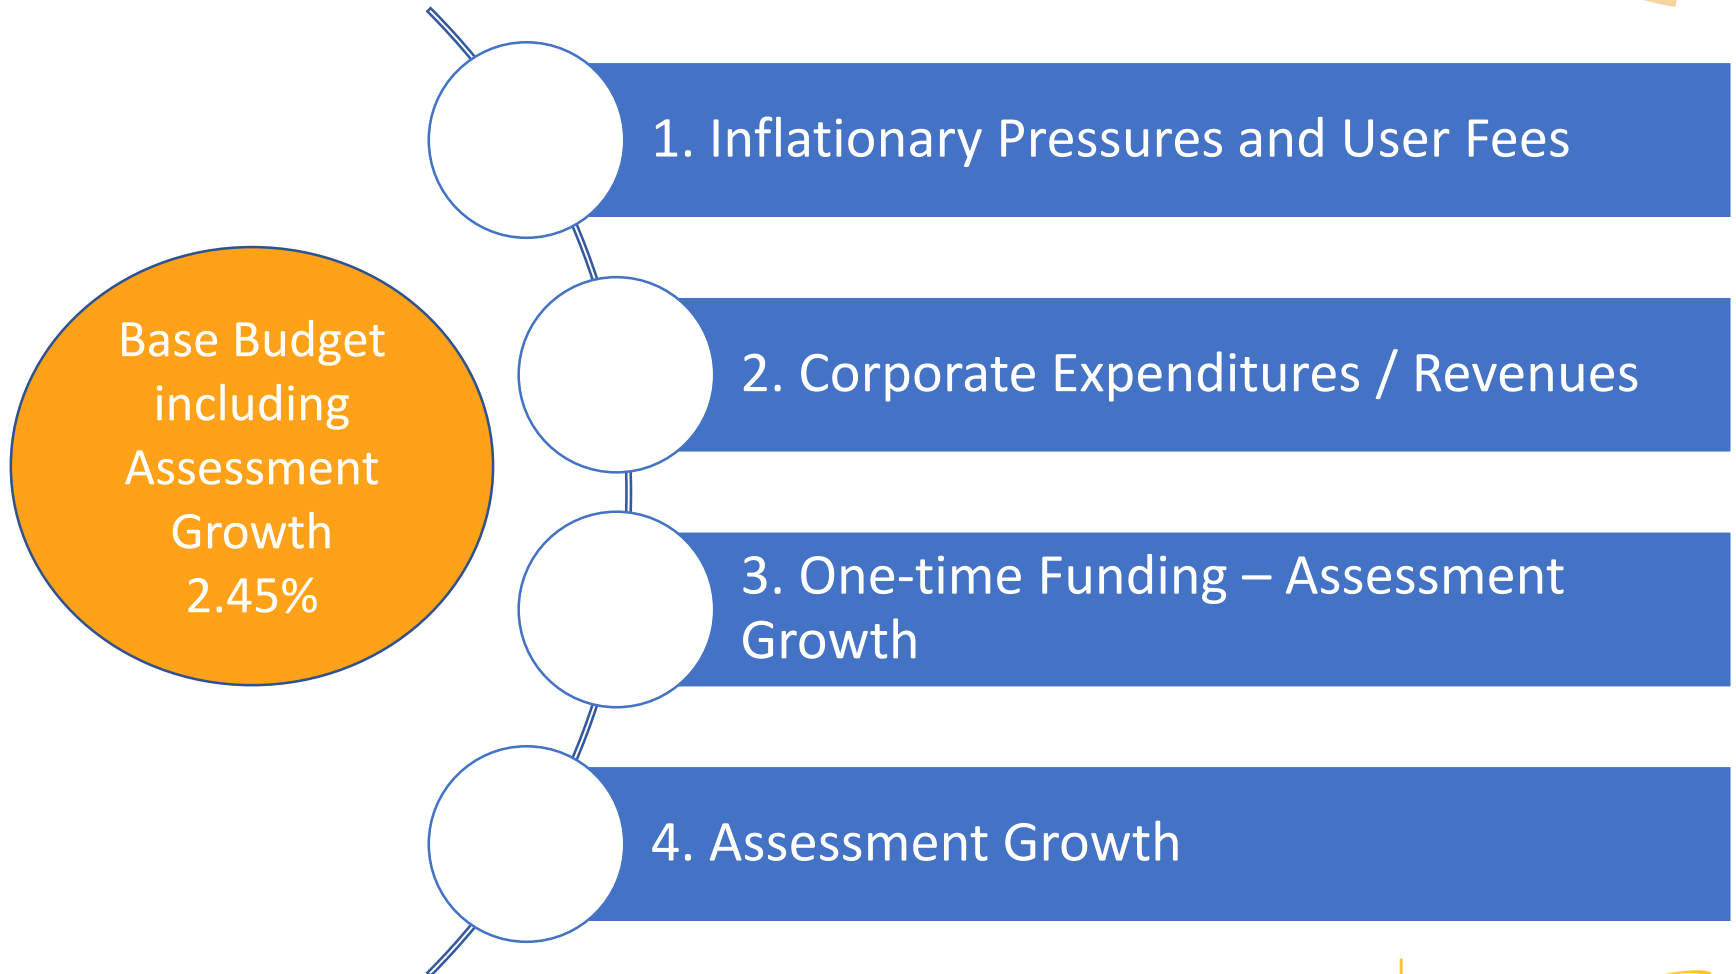 Base Budget
including
Assessment
Growth
2.45%
1. Inflationary Pressures and User Fees
2. Corporate Expenditures / Revenues
3. One-time Funding – Assessment
Growth
4. Assessment Growth